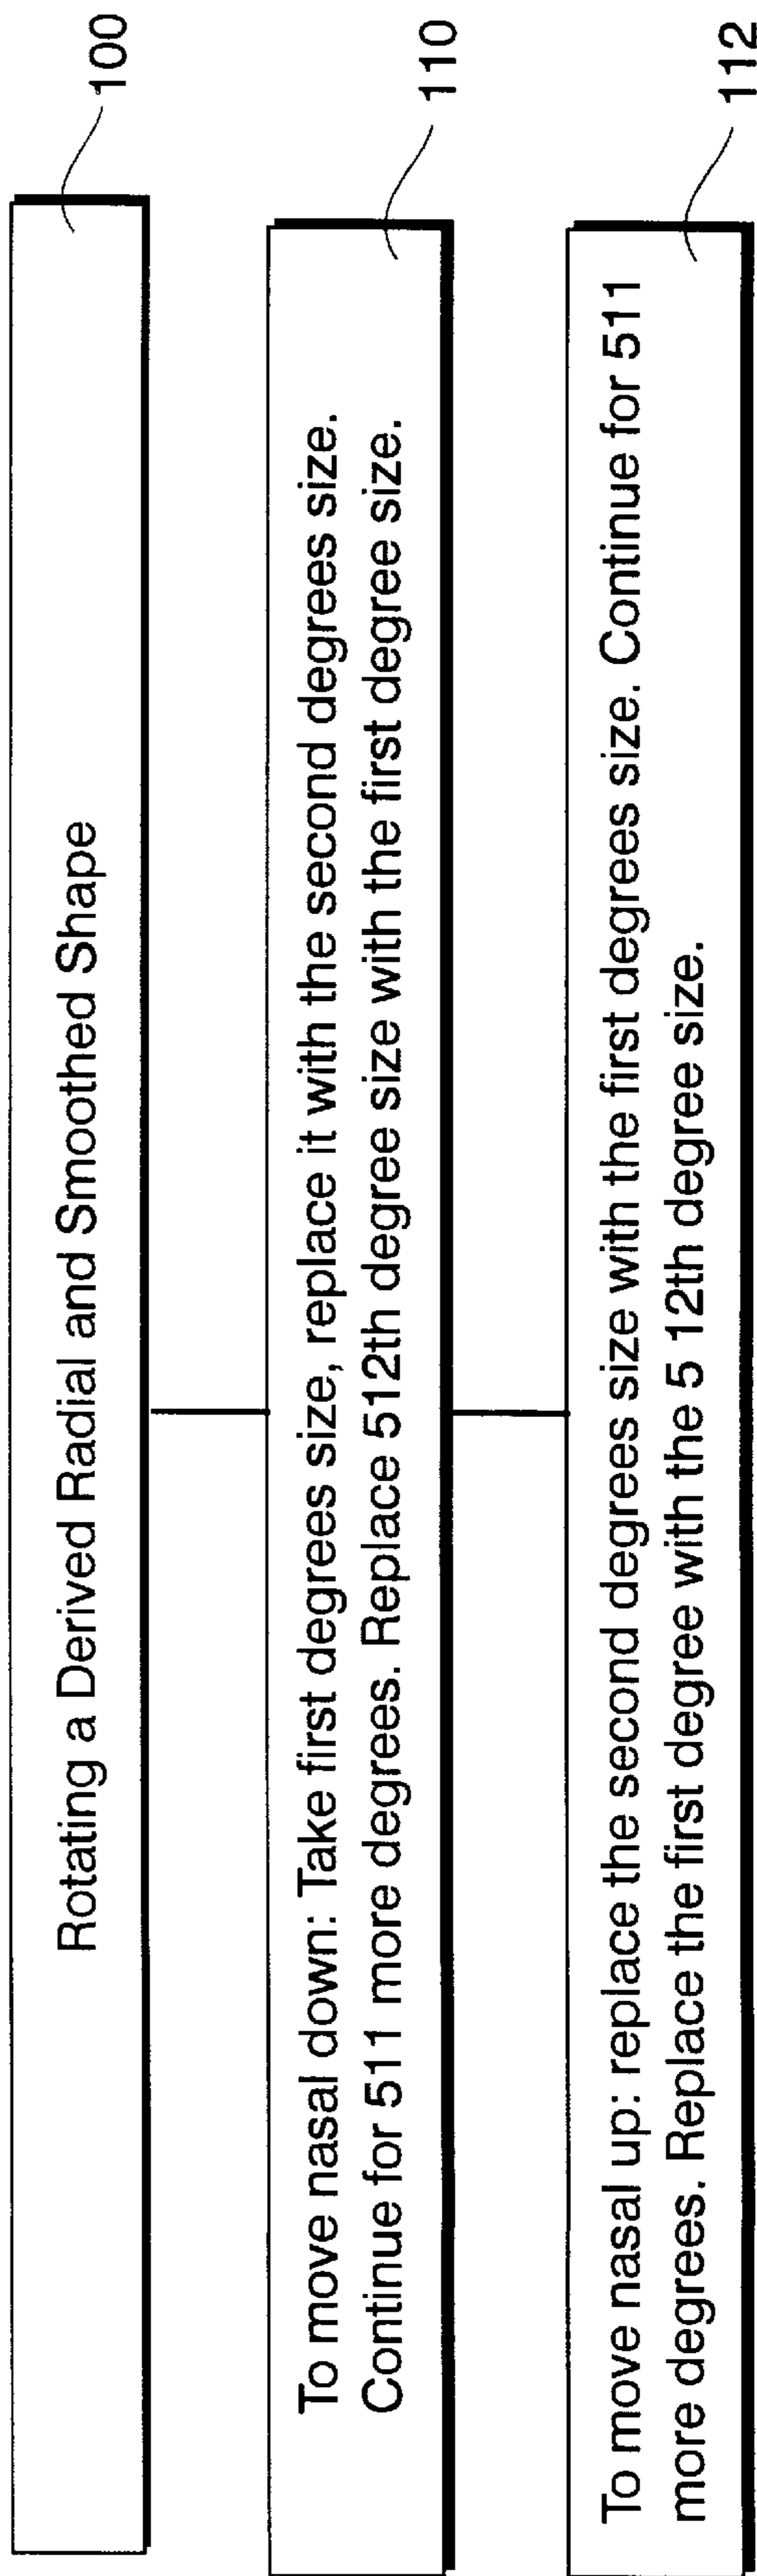 Rotating a Derived Radial and Smoothed Shape
100
To move nasal down: Take first degrees size, replace it with the second degrees size.
Continue for 511 more degrees. Replace 512th degree size with the first degree size.
110
To move nasal up: replace the second degrees size with the first degrees size. Continue for 511
more degrees. Replace the first degree with the 5 12th degree size.
112